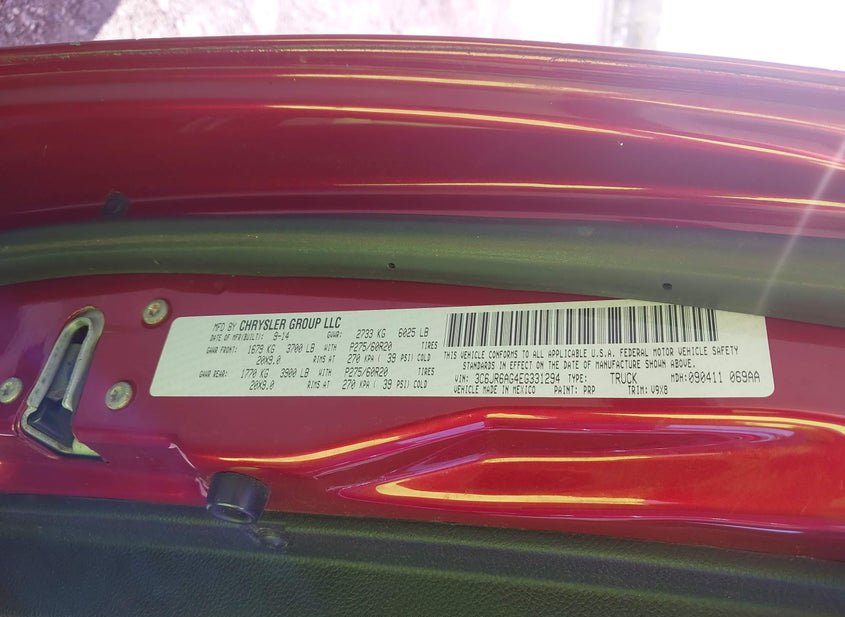 MFD BY CHRYSLER GROUP LLC
DATE OF MFR(BUILT): 9-14 GVWR: 2733 KG 6025 LB
GAWR FRONT: 1679 KG 3700 LB WITH P275/60R20 TIRES
20X9.0 RIMS AT 270 KPA ( 39 PSI) COLD
GAWR REAR: 1770 KG 3900 LB WITH P275/60R20 TIRES
20X9.0 RIMS AT 270 KPA ( 39 PSI) COLD
THIS VEHICLE CONFORMS TO ALL APPLICABLE U.S.A. FEDERAL MOTOR VEHICLE SAFETY
STANDARDS IN EFFECT ON THE DATE OF MANUFACTURE SHOWN ABOVE.
VIN: 3C6JR6AG4EG331294 TYPE: TRUCK MDH: 090411 069AA
VEHICLE MADE IN MEXICO PAINT: PRP TRIM: V9X8